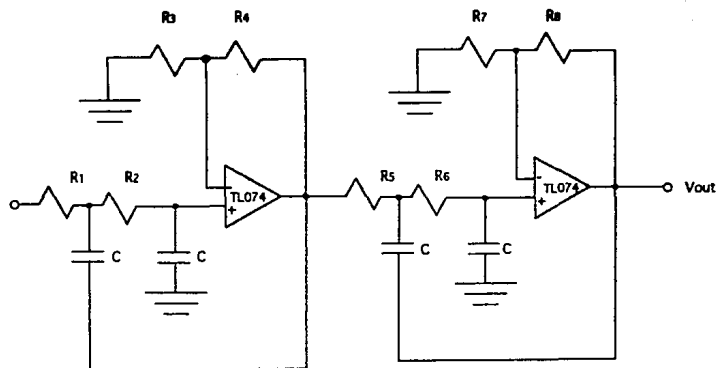 R3 R4 R7 R8
R1 R2 TL074 R5 R6 TL074 Vout
- + - +
C C C C